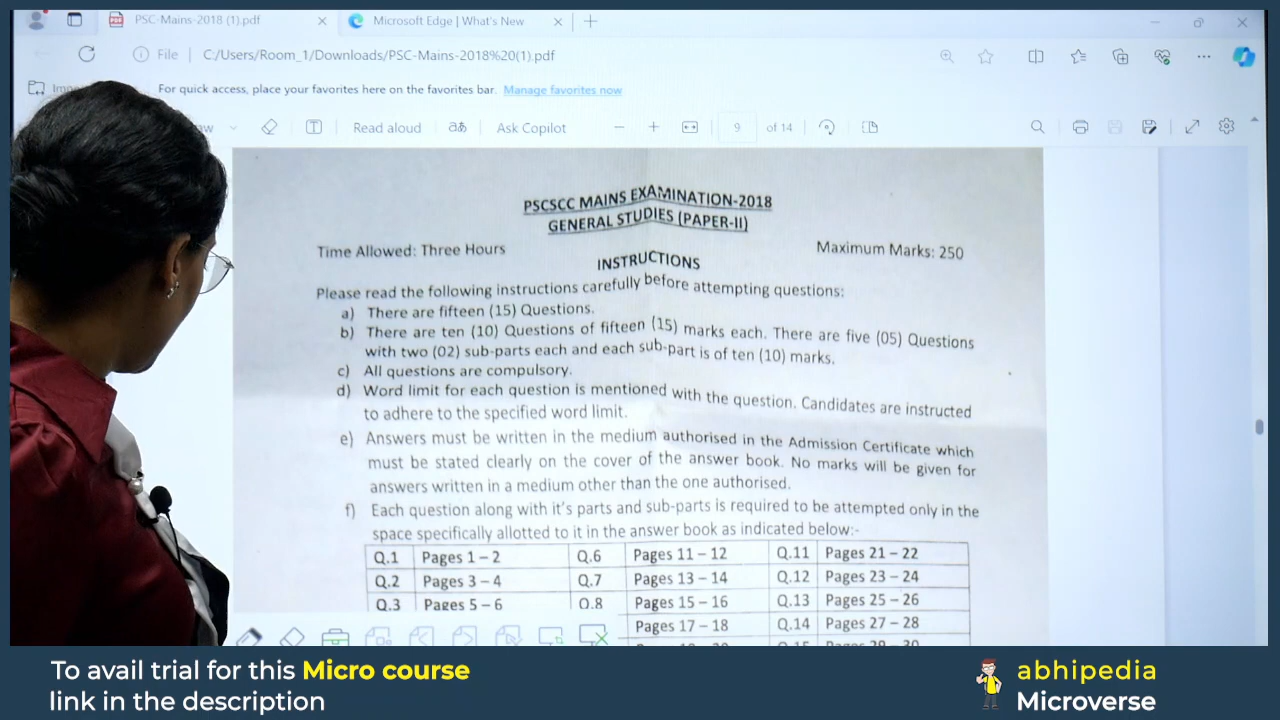 PSC-Mains-2018 (1).pdf
Microsoft Edge | What's New
File
C:/Users/Room_1/Downloads/PSC-Mains-2018%20(1).pdf
For quick access, place your favorites here on the favorites bar. Manage favorites now
Read aloud
Ask Copilot
9 of 14
PSCSCC MAINS EXAMINATION-2018
GENERAL STUDIES (PAPER-II)
Time Allowed: Three Hours
Maximum Marks: 250
INSTRUCTIONS
Please read the following instructions carefully before attempting questions:
a) There are fifteen (15) Questions.
b) There are ten (10) Questions of fifteen (15) marks each. There are five (05) Questions
with two (02) sub-parts each and each sub-part is of ten (10) marks.
c) All questions are compulsory.
d) Word limit for each question is mentioned with the question. Candidates are instructed
to adhere to the specified word limit.
e) Answers must be written in the medium authorised in the Admission Certificate which
must be stated clearly on the cover of the answer book. No marks will be given for
answers written in a medium other than the one authorised.
f) Each question along with it's parts and sub-parts is required to be attempted only in the
space specifically allotted to it in the answer book as indicated below:-
Q.1 Pages 1 – 2 Q.6 Pages 11 – 12 Q.11 Pages 21 – 22
Q.2 Pages 3 – 4 Q.7 Pages 13 – 14 Q.12 Pages 23 – 24
Q.3 Pages 5 – 6 Q.8 Pages 15 – 16 Q.13 Pages 25 – 26
Pages 17 – 18 Q.14 Pages 27 – 28
To avail trial for this Micro course
link in the description
abhipedia
Microverse